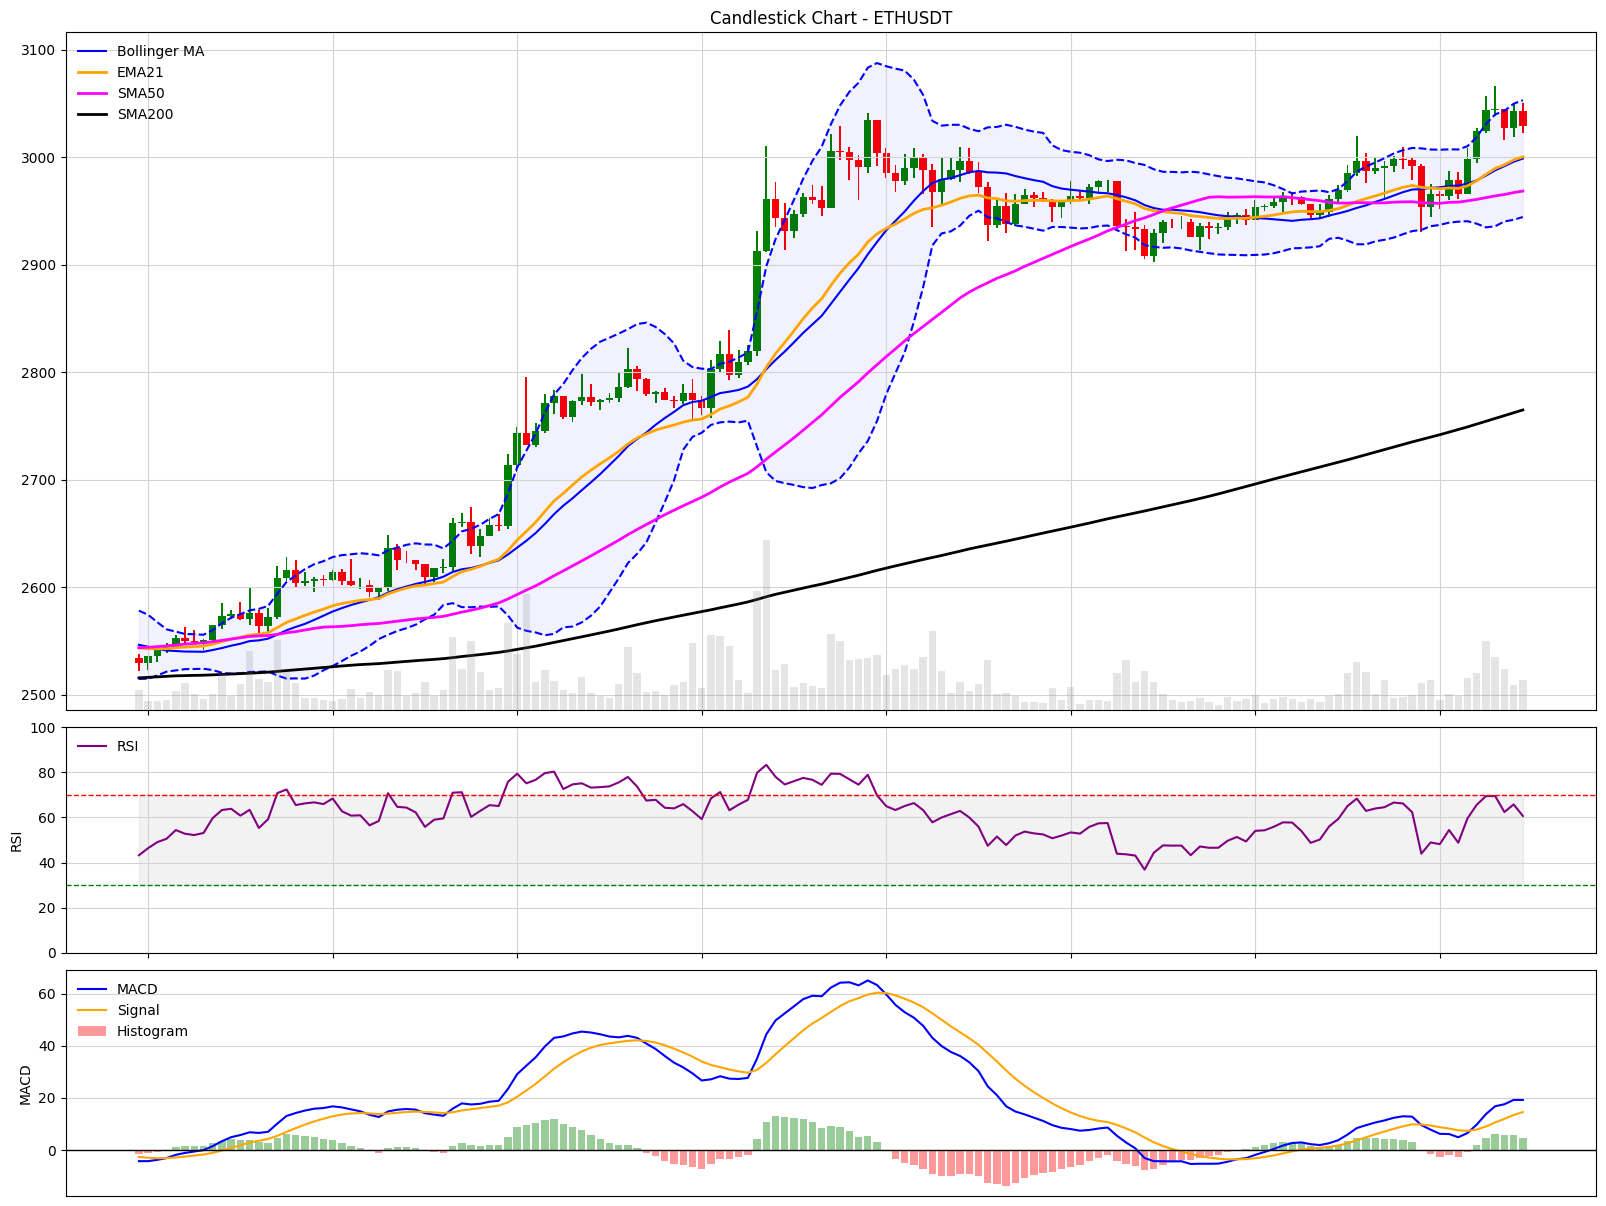 Candlestick Chart - ETHUSDT
Bollinger MA
EMA21
SMA50
SMA200
3100
3000
2900
2800
2700
2600
2500
RSI
RSI
100
80
60
40
20
0
MACD
Signal
Histogram
MACD
60
40
20
0